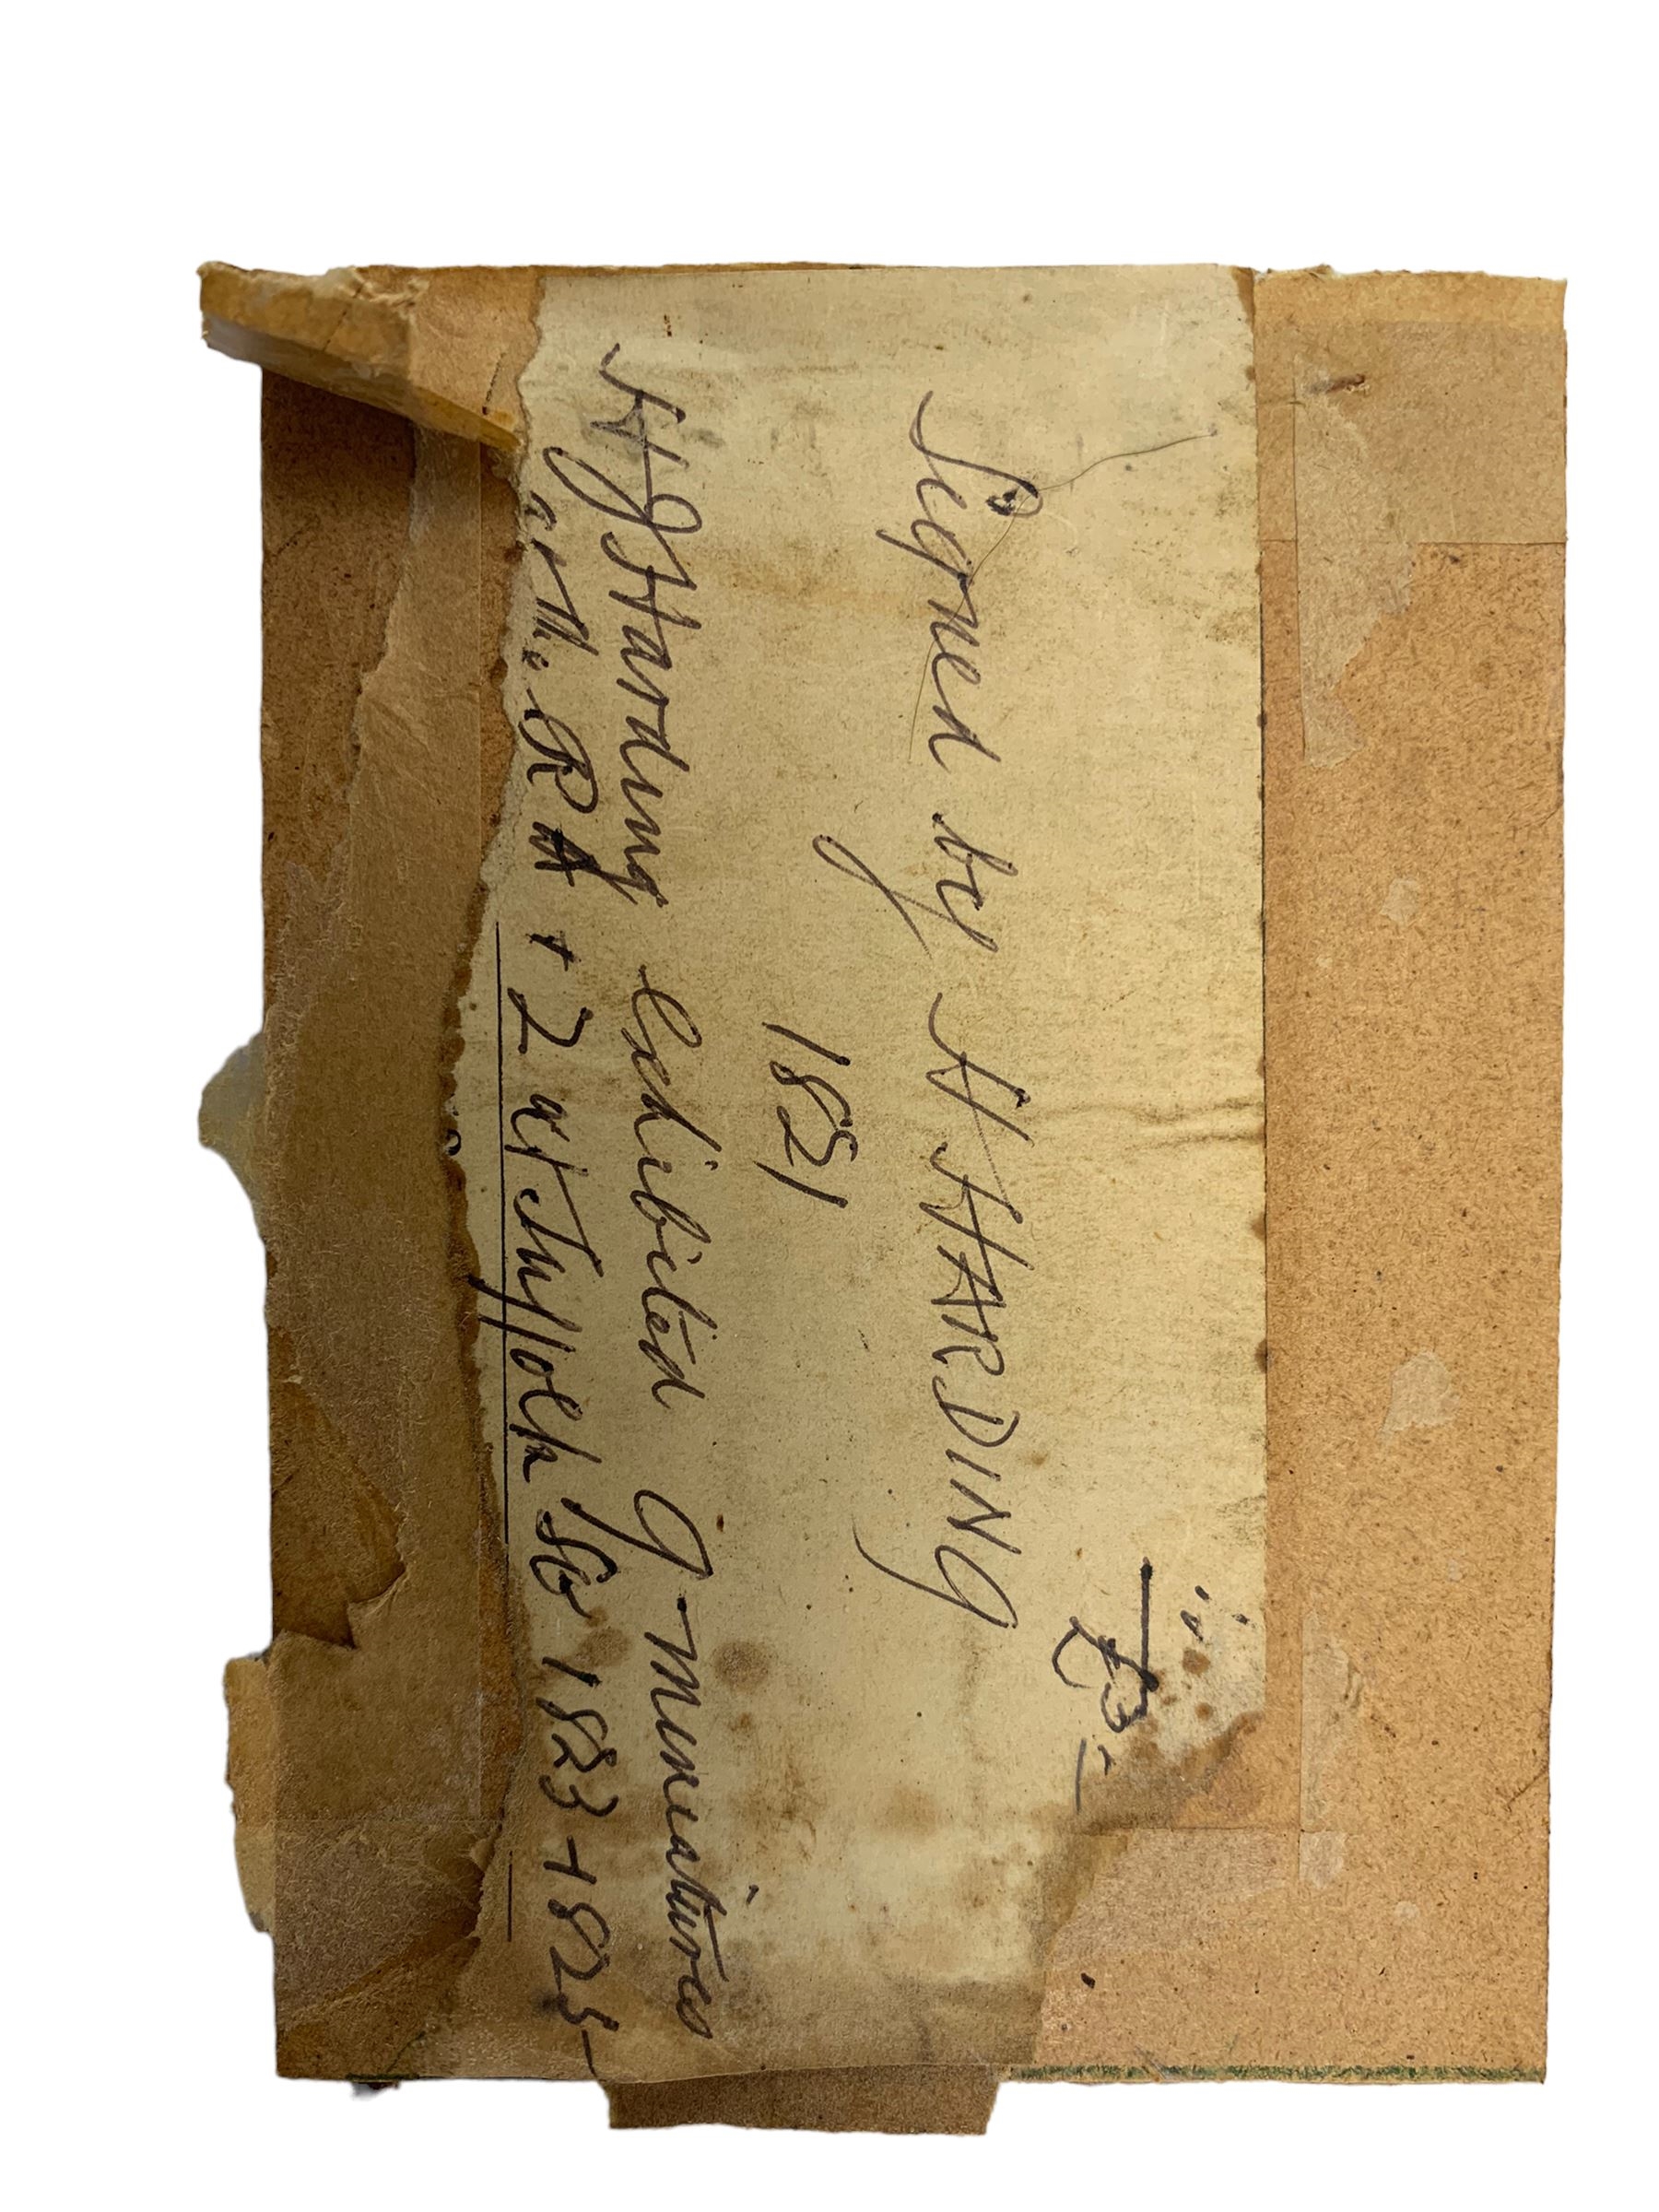 £3
Signed by H HARDING
1821
H J Harding exhibited 9 miniatures
at the RA + 2 at Suffolk St 1823 + 1825